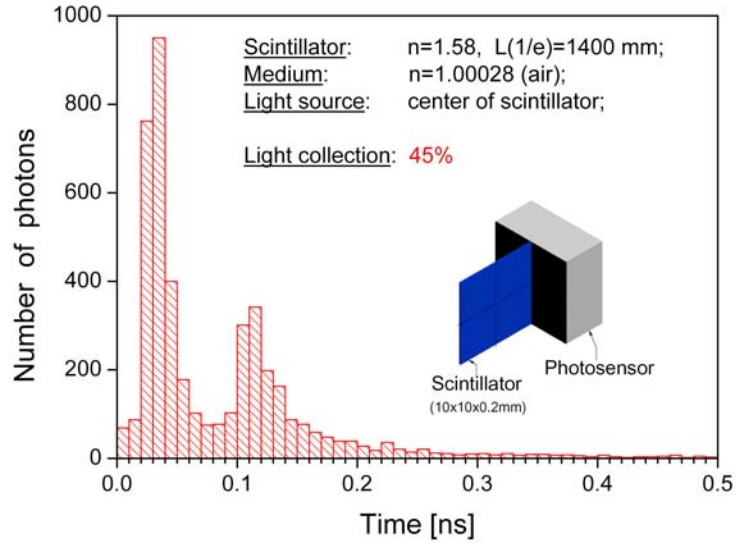 1000
800
600
400
200
0
Number of photons
Scintillator: n=1.58, L(1/e)=1400 mm;
Medium: n=1.00028 (air);
Light source: center of scintillator;
Light collection: 45%
Photosensor
Scintillator
(10x10x0.2mm)
0.0 0.1 0.2 0.3 0.4 0.5
Time [ns]